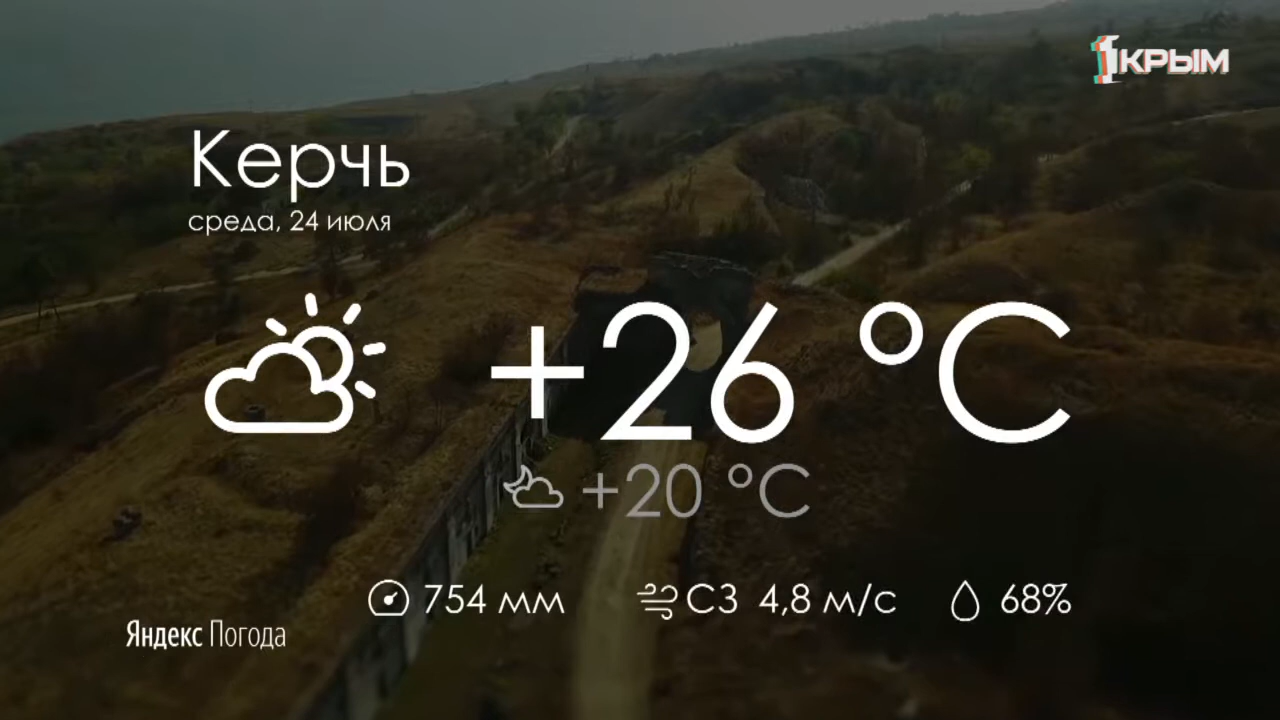 1КРЫМ
Керчь
среда, 24 июля
+26 °C
+20 °C
754 мм СЗ 4,8 м/с 68%
Яндекс Погода